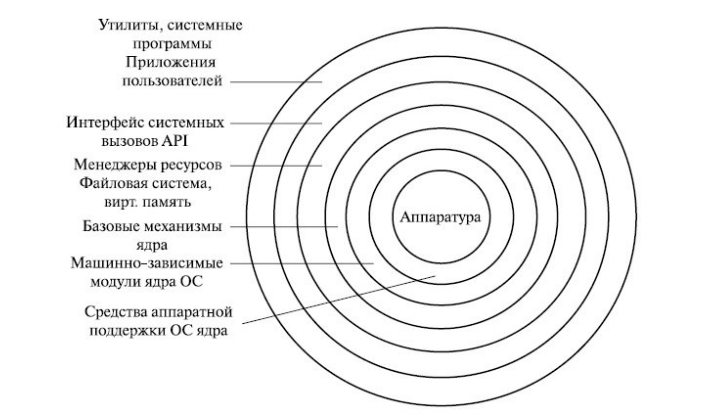 Утилиты, системные
программы
Приложения
пользователей
Интерфейс системных
вызовов API
Менеджеры ресурсов
Файловая система,
вирт. память
Базовые механизмы
ядра
Машинно-зависимые
модули ядра ОС
Средства аппаратной
поддержки ОС ядра
Аппаратура